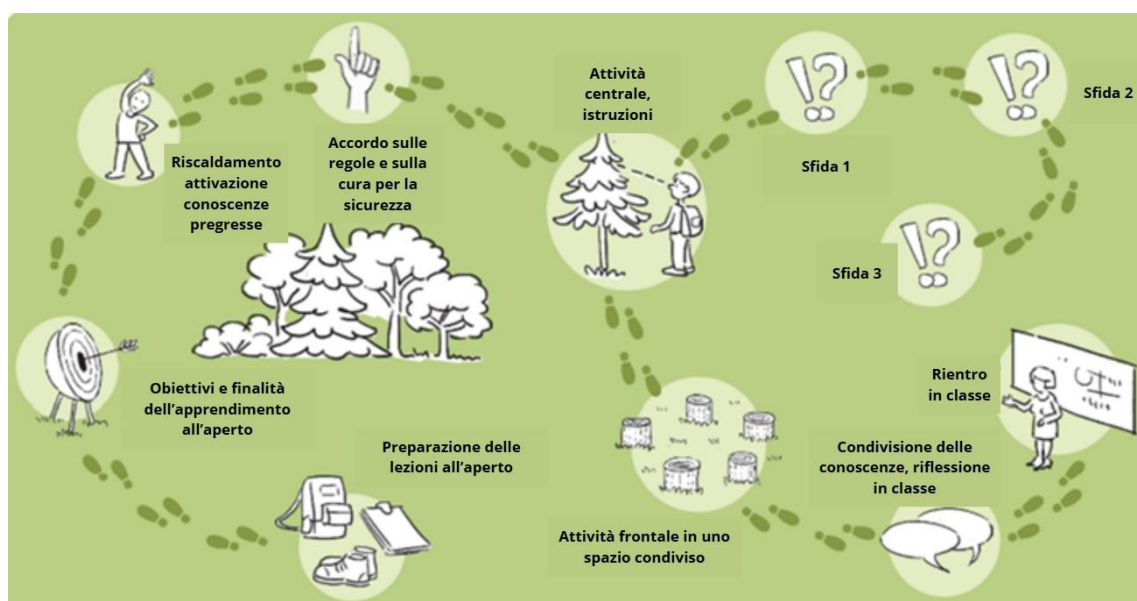 Riscaldamento
attivazione
conoscenze
pregresse
Accordo sulle
regole e sulla
cura per la
sicurezza
Attività
centrale,
istruzioni
Sfida 1
Sfida 2
Sfida 3
Obiettivi e finalità
dell'apprendimento
all'aperto
Preparazione delle
lezioni all'aperto
Attività frontale in uno
spazio condiviso
Condivisione delle
conoscenze, riflessione
in classe
Rientro
in classe